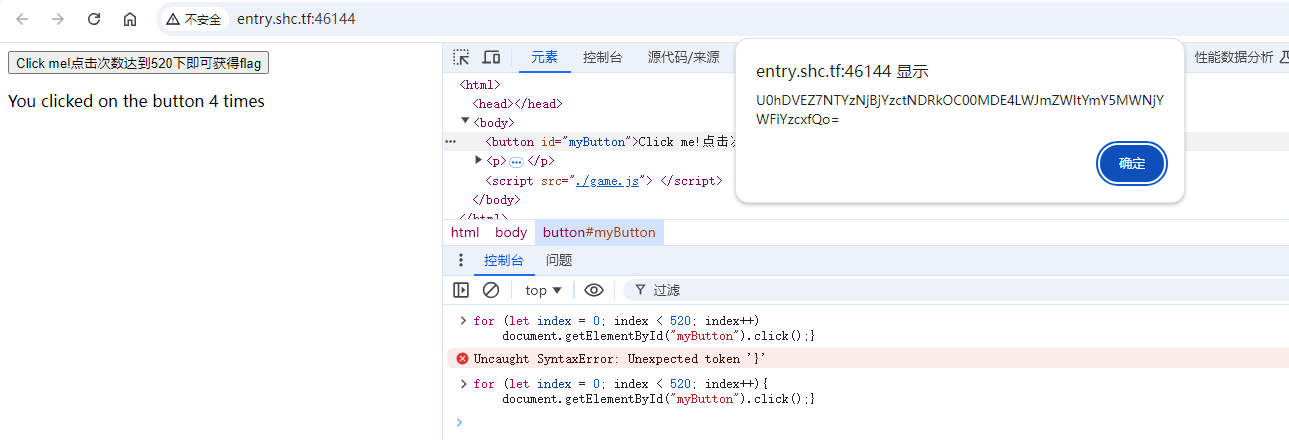 不安全 entry.shc.tf:46144
Click me!点击次数达到520下即可获得flag
You clicked on the button 4 times
元素 控制台 源代码/来源 性能数据分析
<html>
<head></head>
<body>
<button id="myButton">Click me!点击
<p> </p>
<script src="./game.js"> </script>
</body>
</html>
entry.shc.tf:46144 显示
U0hDVEZ7NTYzNjBjYzctNDRkOC00MDE4LWJmZWItYmY5MWNjY
WFiYzcxfQo=
确定
html body button#myButton
控制台 问题
top 过滤
for (let index = 0; index < 520; index++)
document.getElementById("myButton").click();}
Uncaught SyntaxError: Unexpected token '}'
for (let index = 0; index < 520; index++){
document.getElementById("myButton").click();}